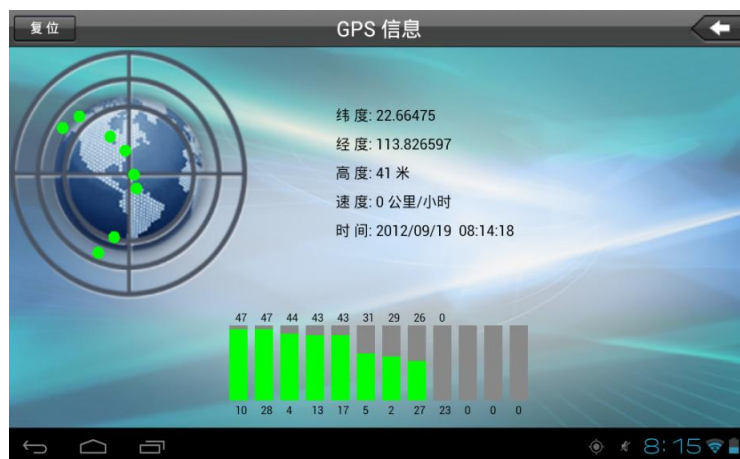 复位
GPS 信息
纬 度: 22.66475
经 度: 113.826597
高 度: 41 米
速 度: 0 公里/小时
时 间: 2012/09/19 08:14:18
47 47 44 43 43 31 29 26 0
10 28 4 13 17 5 2 27 23 0 0 0
8:15